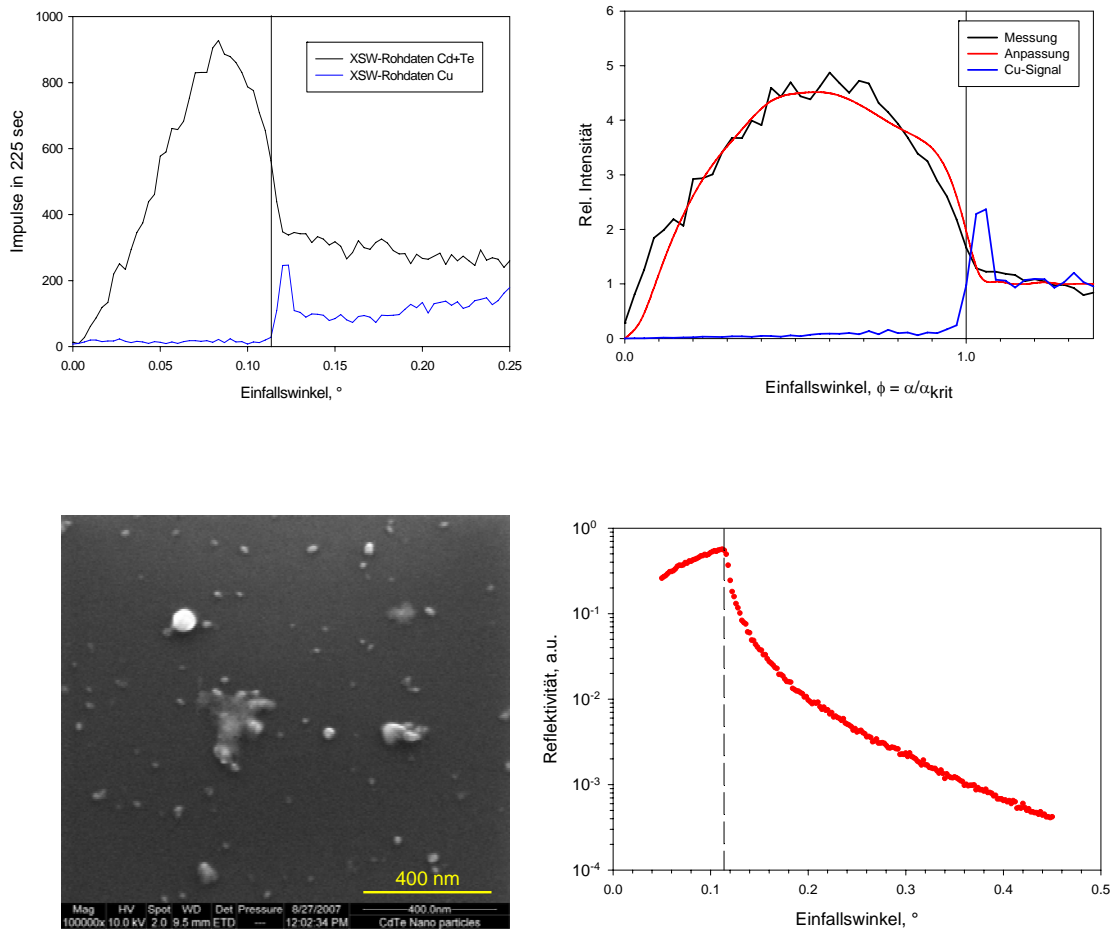 1000
800
600
400
200
0
Impulse in 225 sec
XSW-Rohdaten Cd+Te
XSW-Rohdaten Cu
0.00 0.05 0.10 0.15 0.20 0.25
Einfallswinkel, °
6
5
4
3
2
1
0
Rel. Intensität
Messung
Anpassung
Cu-Signal
0.0 1.0
Einfallswinkel, ϕ = α/αkrit
400 nm
Mag HV Spot WD Det Pressure 8/27/2007 400.0nm
100000x 10.0 kV 2.0 9.5 mm ETD --- 12:02:34 PM CdTe Nano particles
10⁰
10⁻¹
10⁻²
10⁻³
10⁻⁴
Reflektivität, a.u.
0.0 0.1 0.2 0.3 0.4 0.5
Einfallswinkel, °